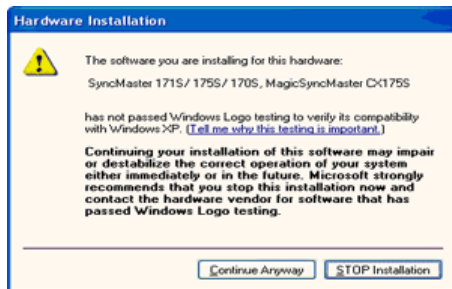 Hardware Installation
The software you are installing for this hardware:
SyncMaster 171S/ 175S/ 170S, MagicSyncMaster CX175S
has not passed Windows Logo testing to verify its compatibility
with Windows XP. (Tell me why this testing is important.)
Continuing your installation of this software may impair
or destabilize the correct operation of your system
either immediately or in the future. Microsoft strongly
recommends that you stop this installation now and
contact the hardware vendor for software that has
passed Windows Logo testing.
Continue Anyway
STOP Installation